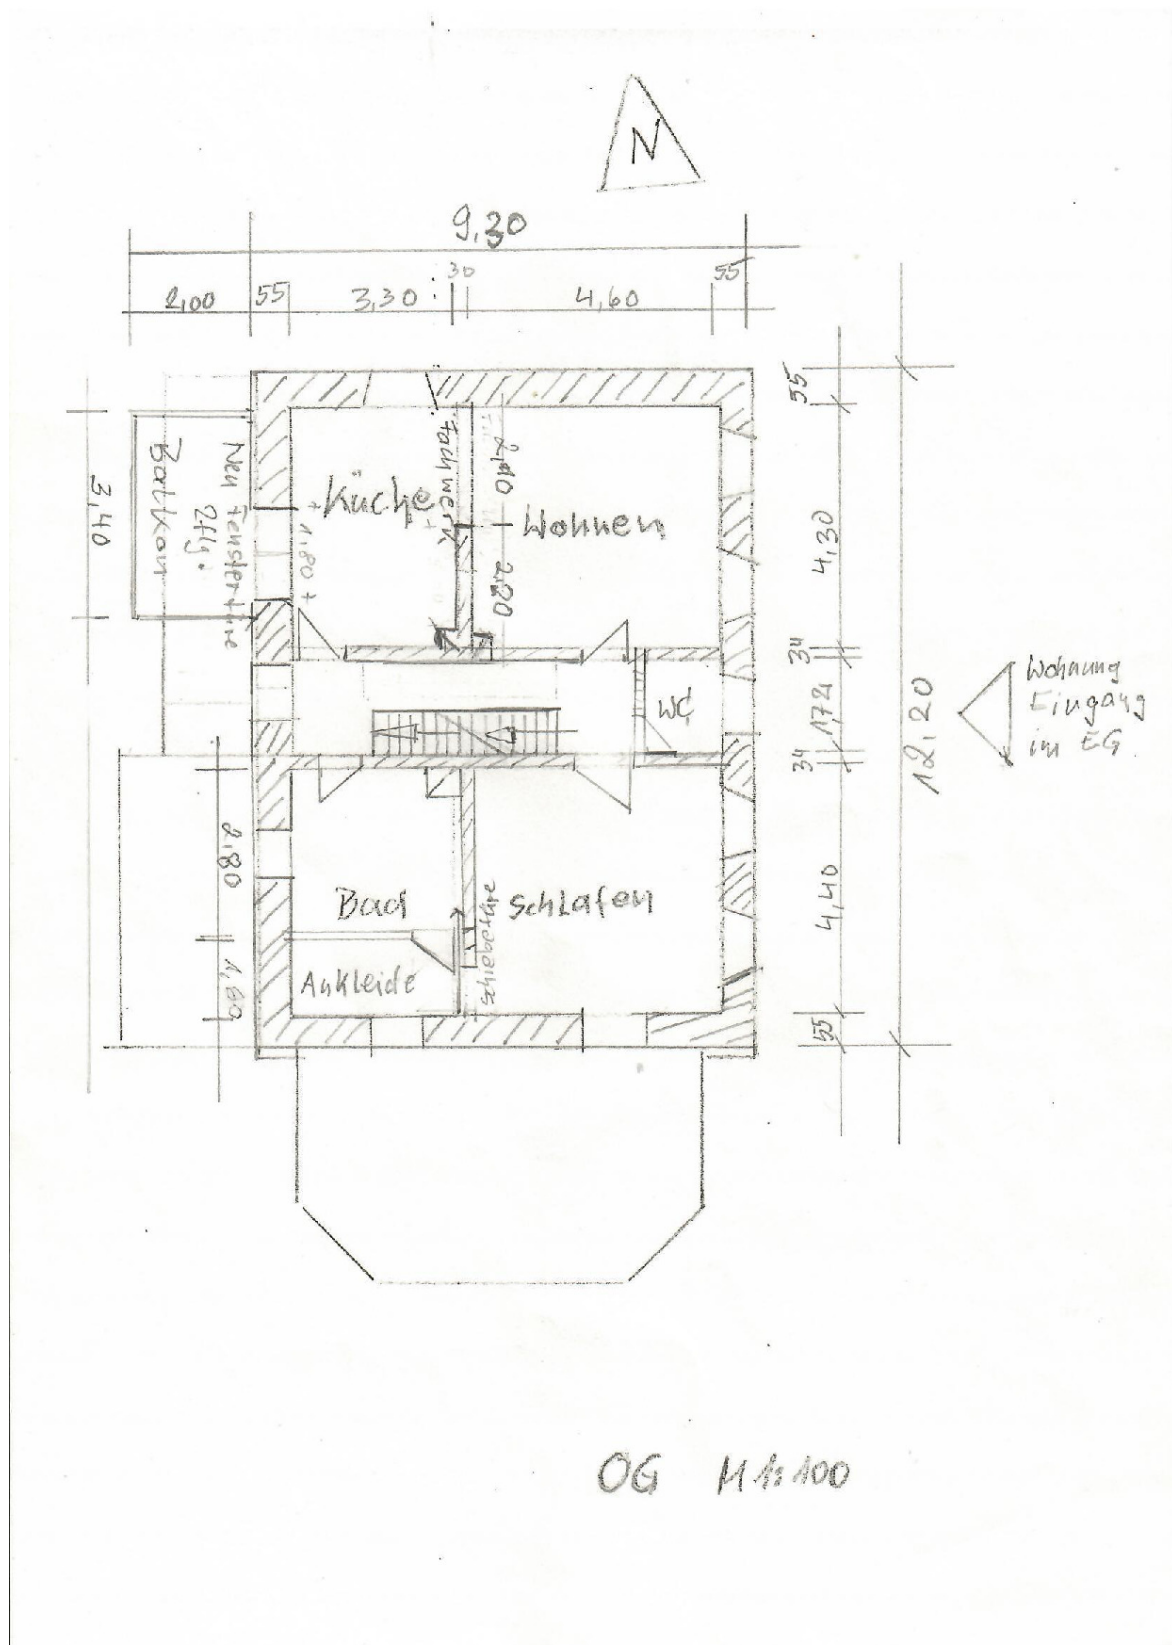 N
9,30
30
55
2,00
55
3,30
4,60
55
Küche
Fachwerk
2,10
2,20
Wohnen
+ 1,80 +
Neu Fenstertüre
2flg.
Balkon
3,40
4,30
34
WC
1,72
34
12,20
Wohnung
Eingang
im EG
2,80
Bad
Schlafen
4,40
Schiebetüre
Ankleide
1,60
55
OG M 1:100